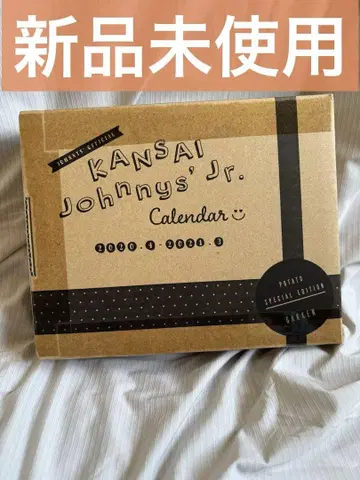 新品未使用
JOHNNYS' OFFICIAL
KANSAI
Johnnys' Jr.
Calendar
2020.4-2021.3
POTATO
SPECIAL EDITION
GAKKEN